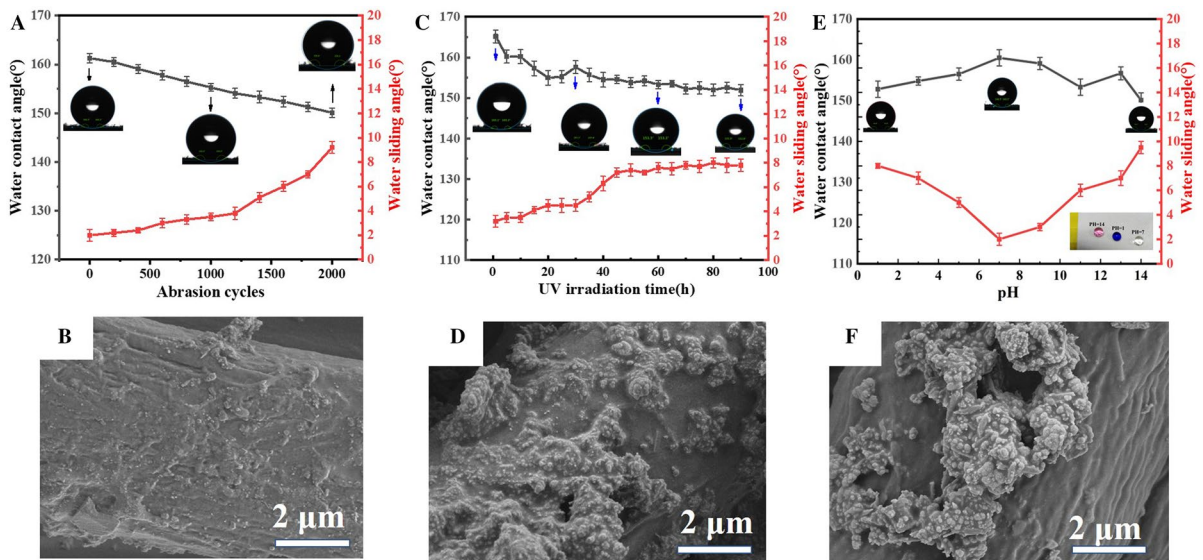 A
Water contact angle(°)
170
160
150
140
130
120
Water sliding angle(°)
20
18
16
14
12
10
8
6
4
2
0
0 400 800 1200 1600 2000
Abrasion cycles
C
Water contact angle(°)
170
160
150
140
130
120
110
Water sliding angle(°)
20
18
16
14
12
10
8
6
4
2
0
0 10 20 30 40 50 60 70 80 90 100
UV irradiation time(h)
E
Water contact angle(°)
170
160
150
140
130
120
110
Water sliding angle(°)
20
18
16
14
12
10
8
6
4
2
0
PH=14
PH=1
PH=7
0 2 4 6 8 10 12 14
pH
B
2 μm
D
2 μm
F
2 μm